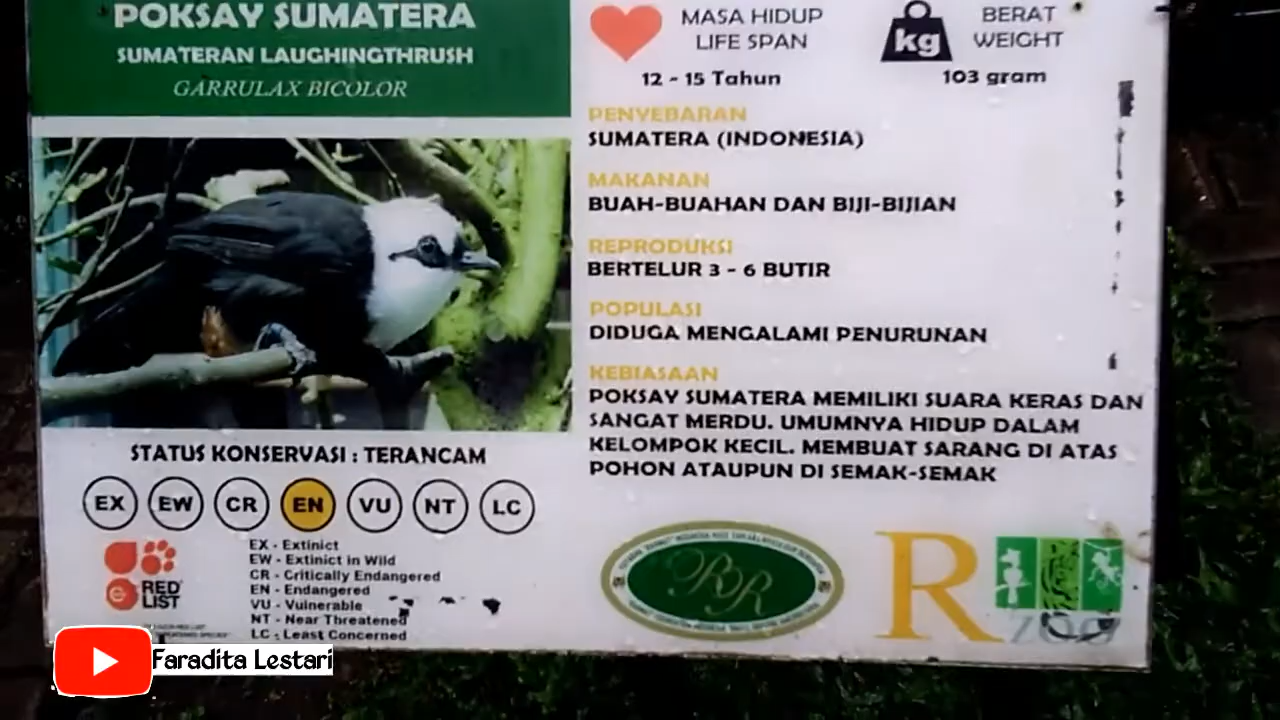 POKSAY SUMATERA
SUMATERAN LAUGHINGTHRUSH
GARRULAX BICOLOR
MASA HIDUP
LIFE SPAN
12 - 15 Tahun
kg
BERAT
WEIGHT
103 gram
PENYEBARAN
SUMATERA (INDONESIA)
MAKANAN
BUAH-BUAHAN DAN BIJI-BIJIAN
REPRODUKSI
BERTELUR 3 - 6 BUTIR
POPULASI
DIDUGA MENGALAMI PENURUNAN
KEBIASAAN
POKSAY SUMATERA MEMILIKI SUARA KERAS DAN
SANGAT MERDU. UMUMNYA HIDUP DALAM
KELOMPOK KECIL. MEMBUAT SARANG DI ATAS
POHON ATAUPUN DI SEMAK-SEMAK
STATUS KONSERVASI : TERANCAM
EX EW CR EN VU NT LC
EX - Extinict
EW - Extinict in Wild
CR - Critically Endangered
EN - Endangered
VU - Vulnerable
NT - Near Threatened
LC - Least Concerned
RED
LIST
RR
R
zoo
Faradita Lestari